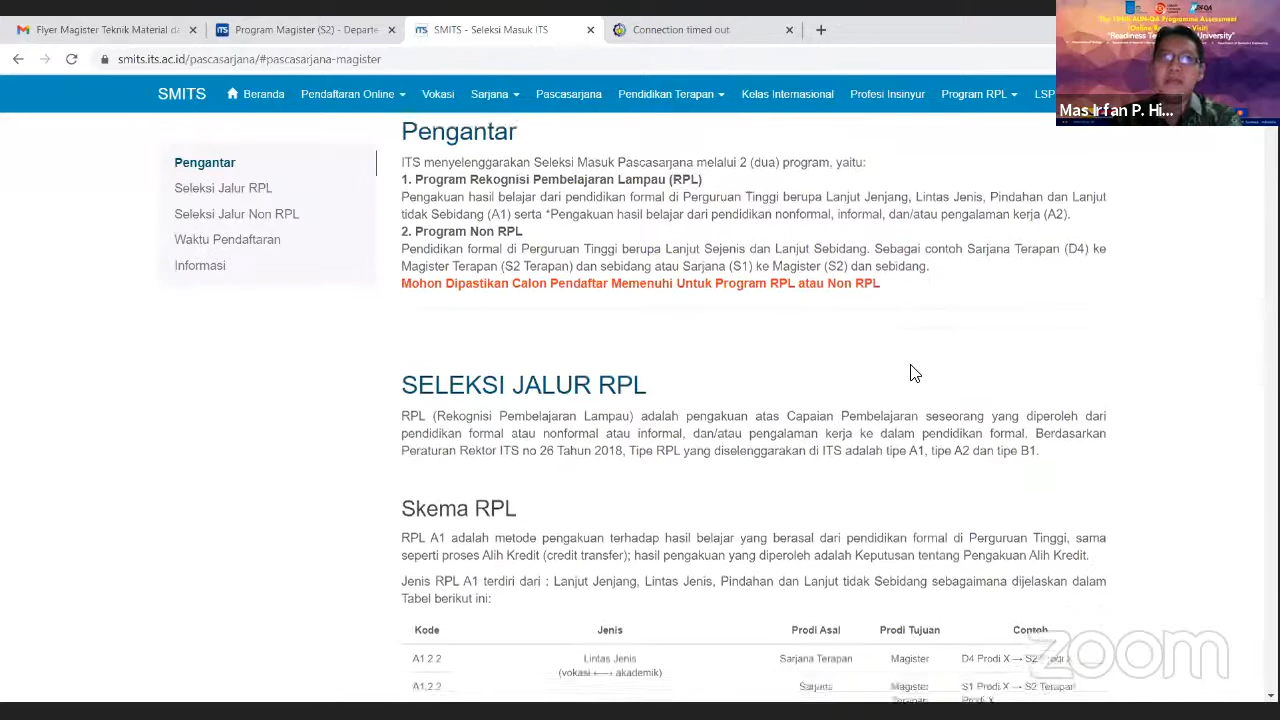 Flyer Magister Teknik Material da
Program Magister (S2) - Departe
SMITS - Seleksi Masuk ITS
Connection timed out
smits.its.ac.id/pascasarjana/#pascasarjana-magister
SMITS
Beranda
Pendaftaran Online
Vokasi
Sarjana
Pascasarjana
Pendidikan Terapan
Kelas Internasional
Profesi Insinyur
Program RPL
LSP
Mas Irfan P. Hi...
Pengantar
Seleksi Jalur RPL
Seleksi Jalur Non RPL
Waktu Pendaftaran
Informasi
Pengantar
ITS menyelenggarakan Seleksi Masuk Pascasarjana melalui 2 (dua) program, yaitu:
1. Program Rekognisi Pembelajaran Lampau (RPL)
Pengakuan hasil belajar dari pendidikan formal di Perguruan Tinggi berupa Lanjut Jenjang, Lintas Jenis, Pindahan dan Lanjut
tidak Sebidang (A1) serta *Pengakuan hasil belajar dari pendidikan nonformal, informal, dan/atau pengalaman kerja (A2).
2. Program Non RPL
Pendidikan formal di Perguruan Tinggi berupa Lanjut Sejenis dan Lanjut Sebidang. Sebagai contoh Sarjana Terapan (D4) ke
Magister Terapan (S2 Terapan) dan sebidang atau Sarjana (S1) ke Magister (S2) dan sebidang.
Mohon Dipastikan Calon Pendaftar Memenuhi Untuk Program RPL atau Non RPL
SELEKSI JALUR RPL
RPL (Rekognisi Pembelajaran Lampau) adalah pengakuan atas Capaian Pembelajaran seseorang yang diperoleh dari
pendidikan formal atau nonformal atau informal, dan/atau pengalaman kerja ke dalam pendidikan formal. Berdasarkan
Peraturan Rektor ITS no 26 Tahun 2018, Tipe RPL yang diselenggarakan di ITS adalah tipe A1, tipe A2 dan tipe B1.
Skema RPL
RPL A1 adalah metode pengakuan terhadap hasil belajar yang berasal dari pendidikan formal di Perguruan Tinggi, sama
seperti proses Alih Kredit (credit transfer); hasil pengakuan yang diperoleh adalah Keputusan tentang Pengakuan Alih Kredit.
Jenis RPL A1 terdiri dari : Lanjut Jenjang, Lintas Jenis, Pindahan dan Lanjut tidak Sebidang sebagaimana dijelaskan dalam
Tabel berikut ini:
Kode Jenis Prodi Asal Prodi Tujuan Contoh
A1.2.2 Lintas Jenis Sarjana Terapan Magister D4 Prodi X → S2
(vokasi ⟷ akademik)
A1.2.2 Sarjana Magister S1 Prodi X → S2 Terapan
Terapan Prodi X
zoom